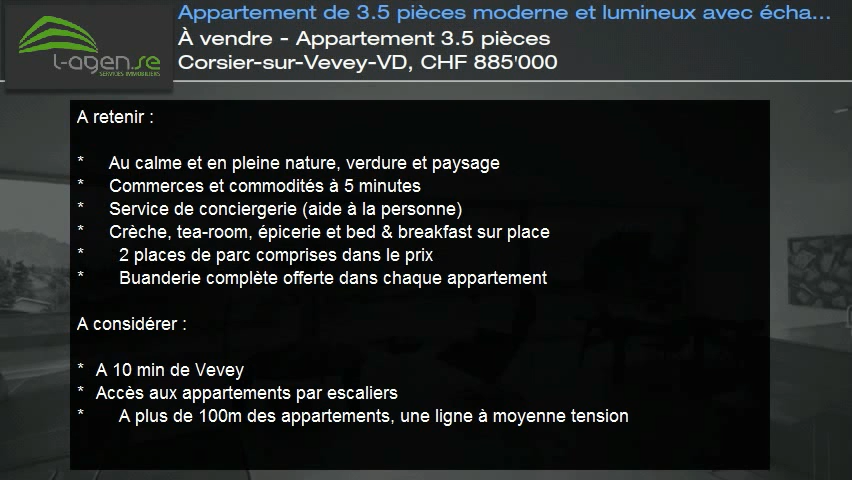 Appartement de 3.5 pièces moderne et lumineux avec écha...
À vendre - Appartement 3.5 pièces
Corsier-sur-Vevey-VD, CHF 885'000
l-agen.se
SERVICES IMMOBILIERS
A retenir :
* Au calme et en pleine nature, verdure et paysage
* Commerces et commodités à 5 minutes
* Service de conciergerie (aide à la personne)
* Crèche, tea-room, épicerie et bed & breakfast sur place
* 2 places de parc comprises dans le prix
* Buanderie complète offerte dans chaque appartement
A considérer :
* A 10 min de Vevey
* Accès aux appartements par escaliers
* A plus de 100m des appartements, une ligne à moyenne tension